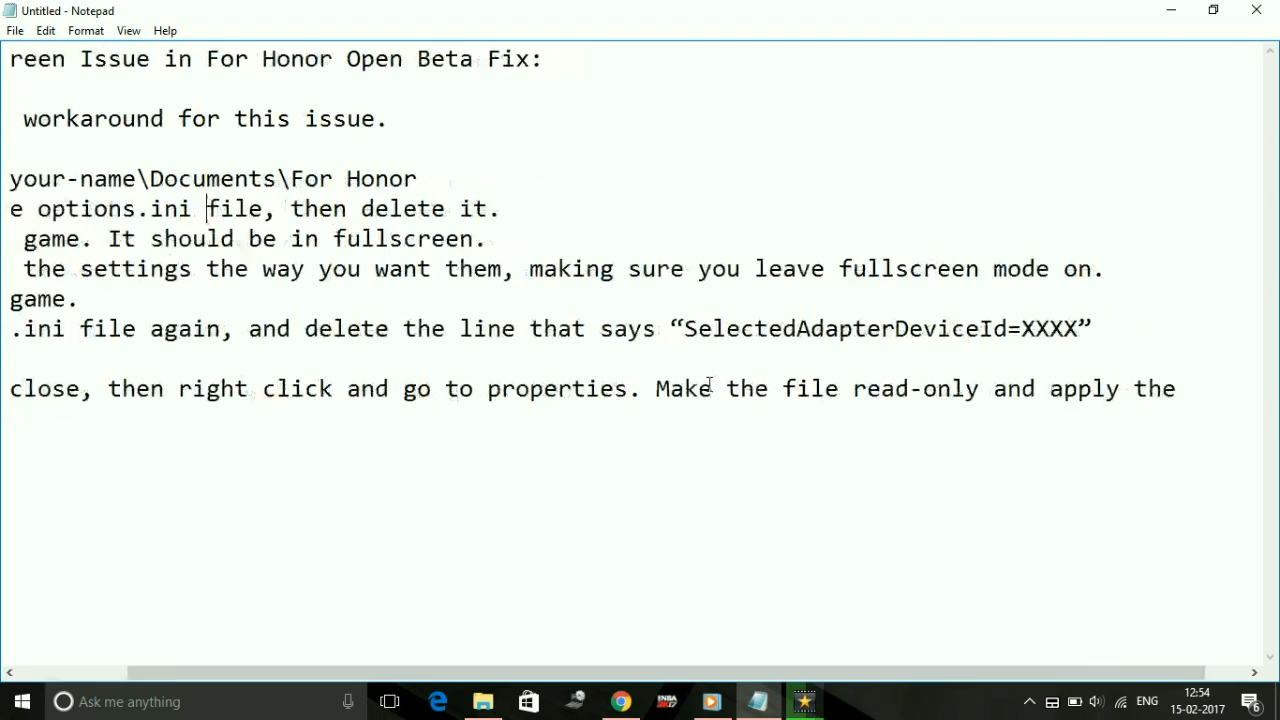 Untitled - Notepad
File Edit Format View Help
reen Issue in For Honor Open Beta Fix:
workaround for this issue.
your-name\Documents\For Honor
e options.ini file, then delete it.
game. It should be in fullscreen.
the settings the way you want them, making sure you leave fullscreen mode on.
game.
.ini file again, and delete the line that says “SelectedAdapterDeviceId=XXXX”
close, then right click and go to properties. Make the file read-only and apply the
Ask me anything
NBA
2K17
ENG
12:54
15-02-2017
6